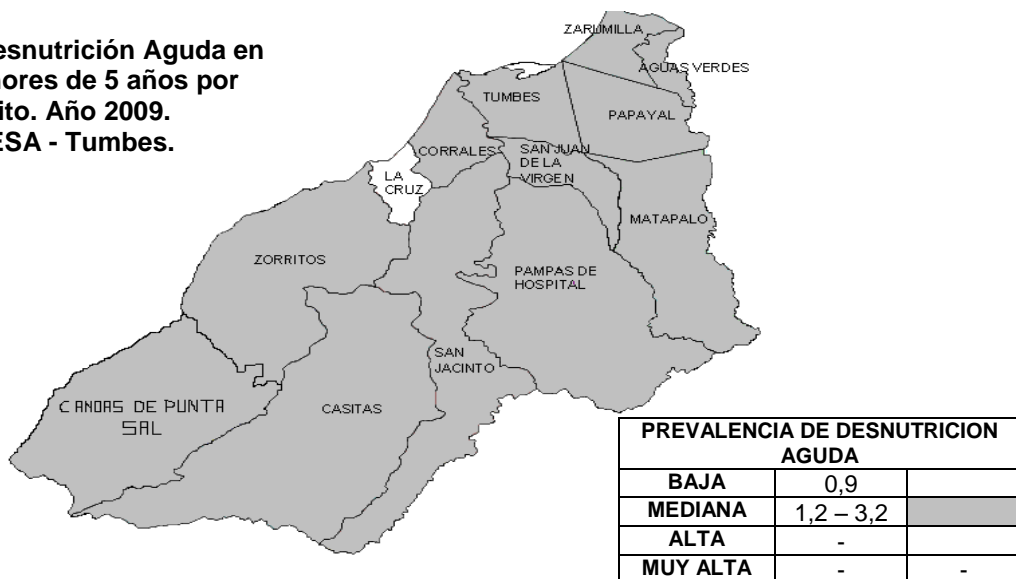 esnutrición Aguda en
nores de 5 años por
ito. Año 2009.
ESA - Tumbes.
ZARUMILLA
AGUAS VERDES
TUMBES
PAPAYAL
CORRALES
SAN JUAN
DE LA
VIRGEN
LA
CRUZ
MATAPALO
ZORRITOS
PAMPAS DE
HOSPITAL
SAN
JACINTO
CANOAS DE PUNTA
SAL
CASITAS
PREVALENCIA DE DESNUTRICION
AGUDA
BAJA 0,9
MEDIANA 1,2 – 3,2
ALTA -
MUY ALTA - -